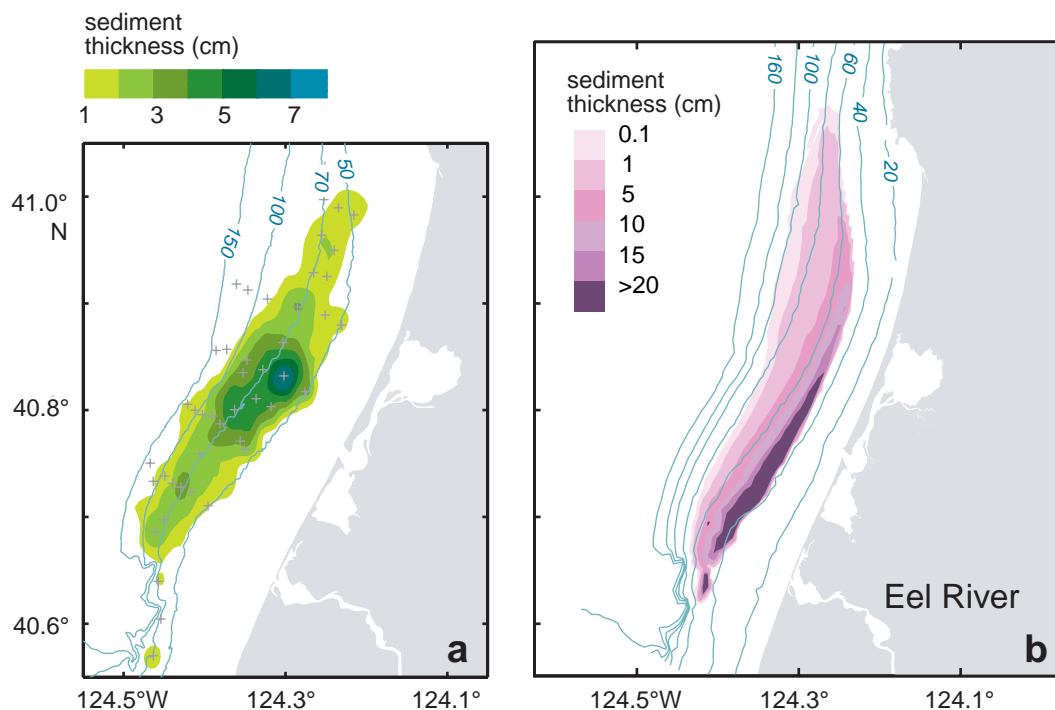 sediment
thickness (cm)
1 3 5 7
150
100
70
50
41.0°
N
40.8°
40.6°
a
124.5°W 124.3° 124.1°
sediment
thickness (cm)
0.1
1
5
10
15
>20
160
100
60
40
20
Eel River
b
124.5°W 124.3° 124.1°